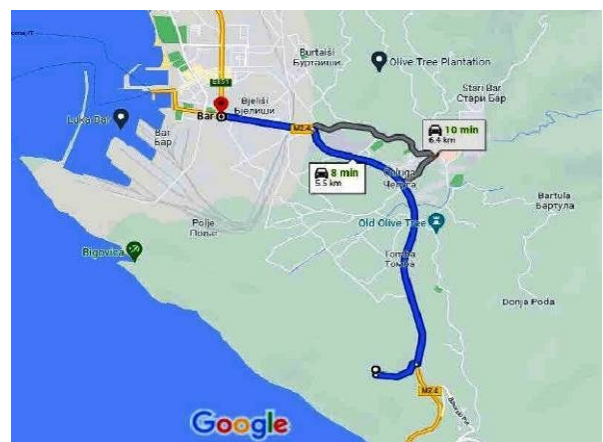 Burtaiši
Буртаиши
Olive Tree Plantation
Stari Bar
Стари Бар
E851
Bjeliši
Бјелиши
Luka Bar
Bar
Bar
Бар
M2.4
10 min
6.4 km
8 min
5.5 km
Bartula
Бартула
Old Olive Tree
Polje
Поље
Bigovica
Tomba
Томба
Donja Poda
M2.4
Google